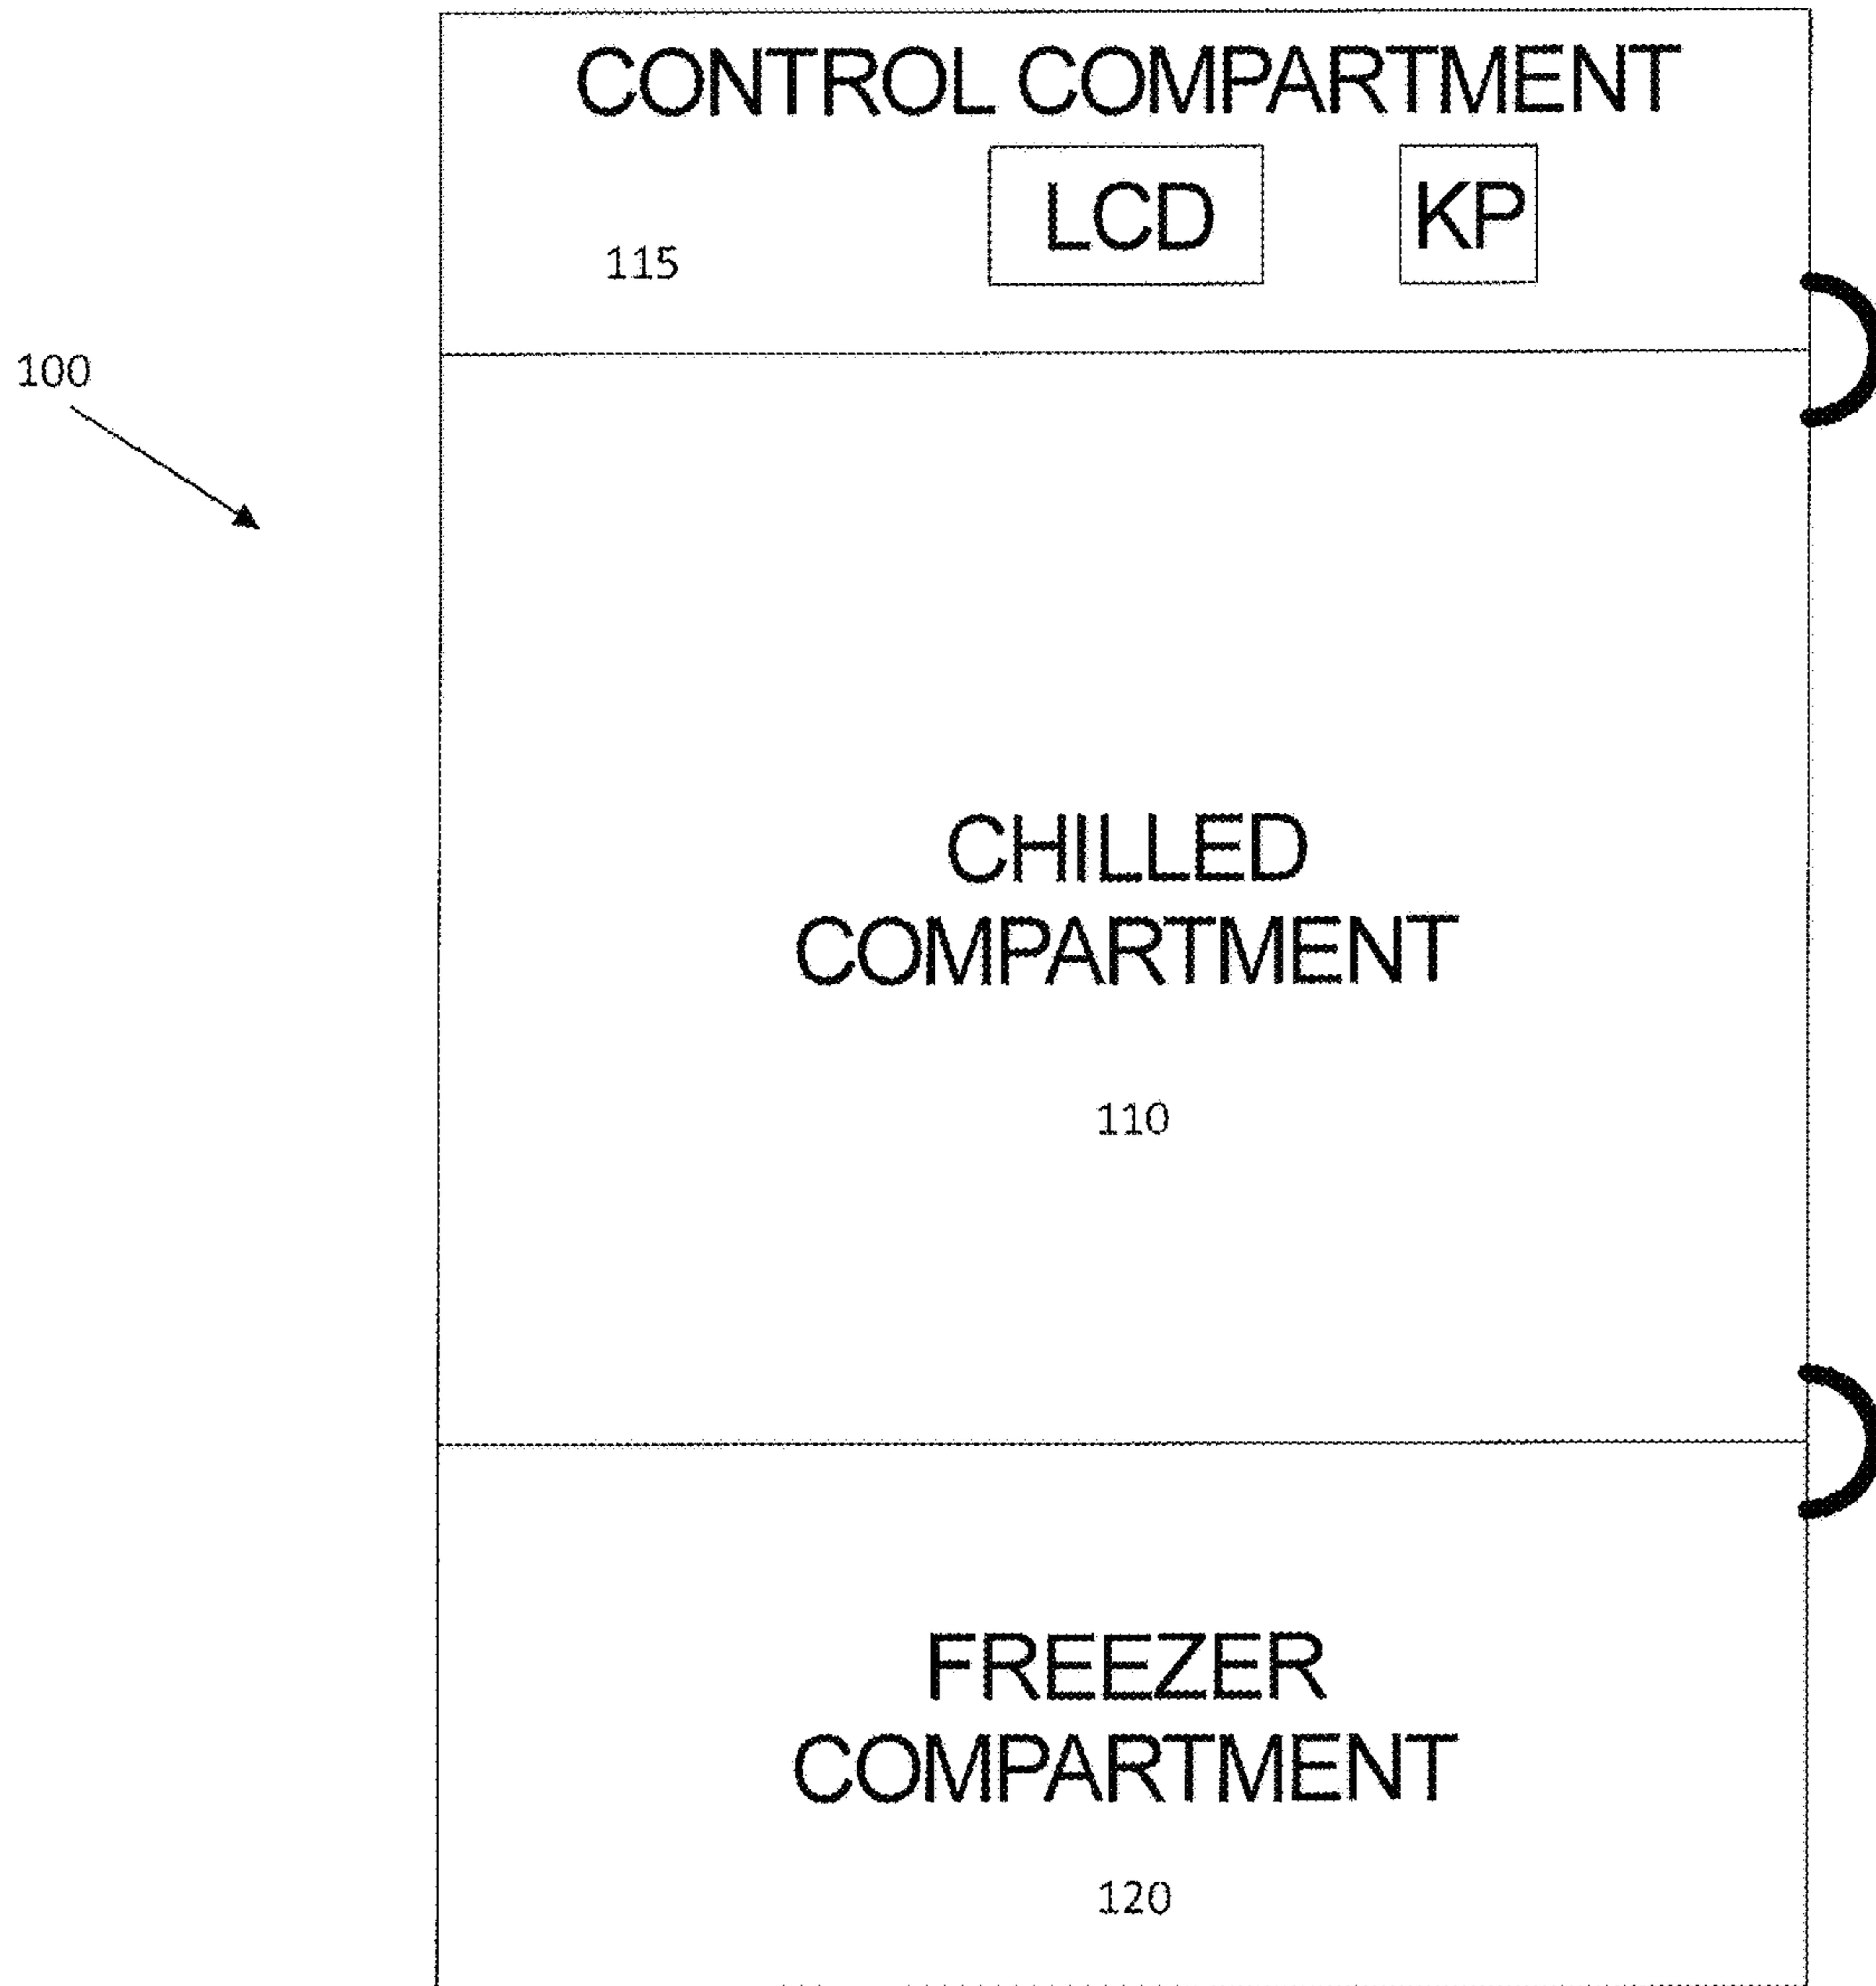 CONTROL COMPARTMENT
LCD KP
115
100
CHILLED
COMPARTMENT
110
FREEZER
COMPARTMENT
120